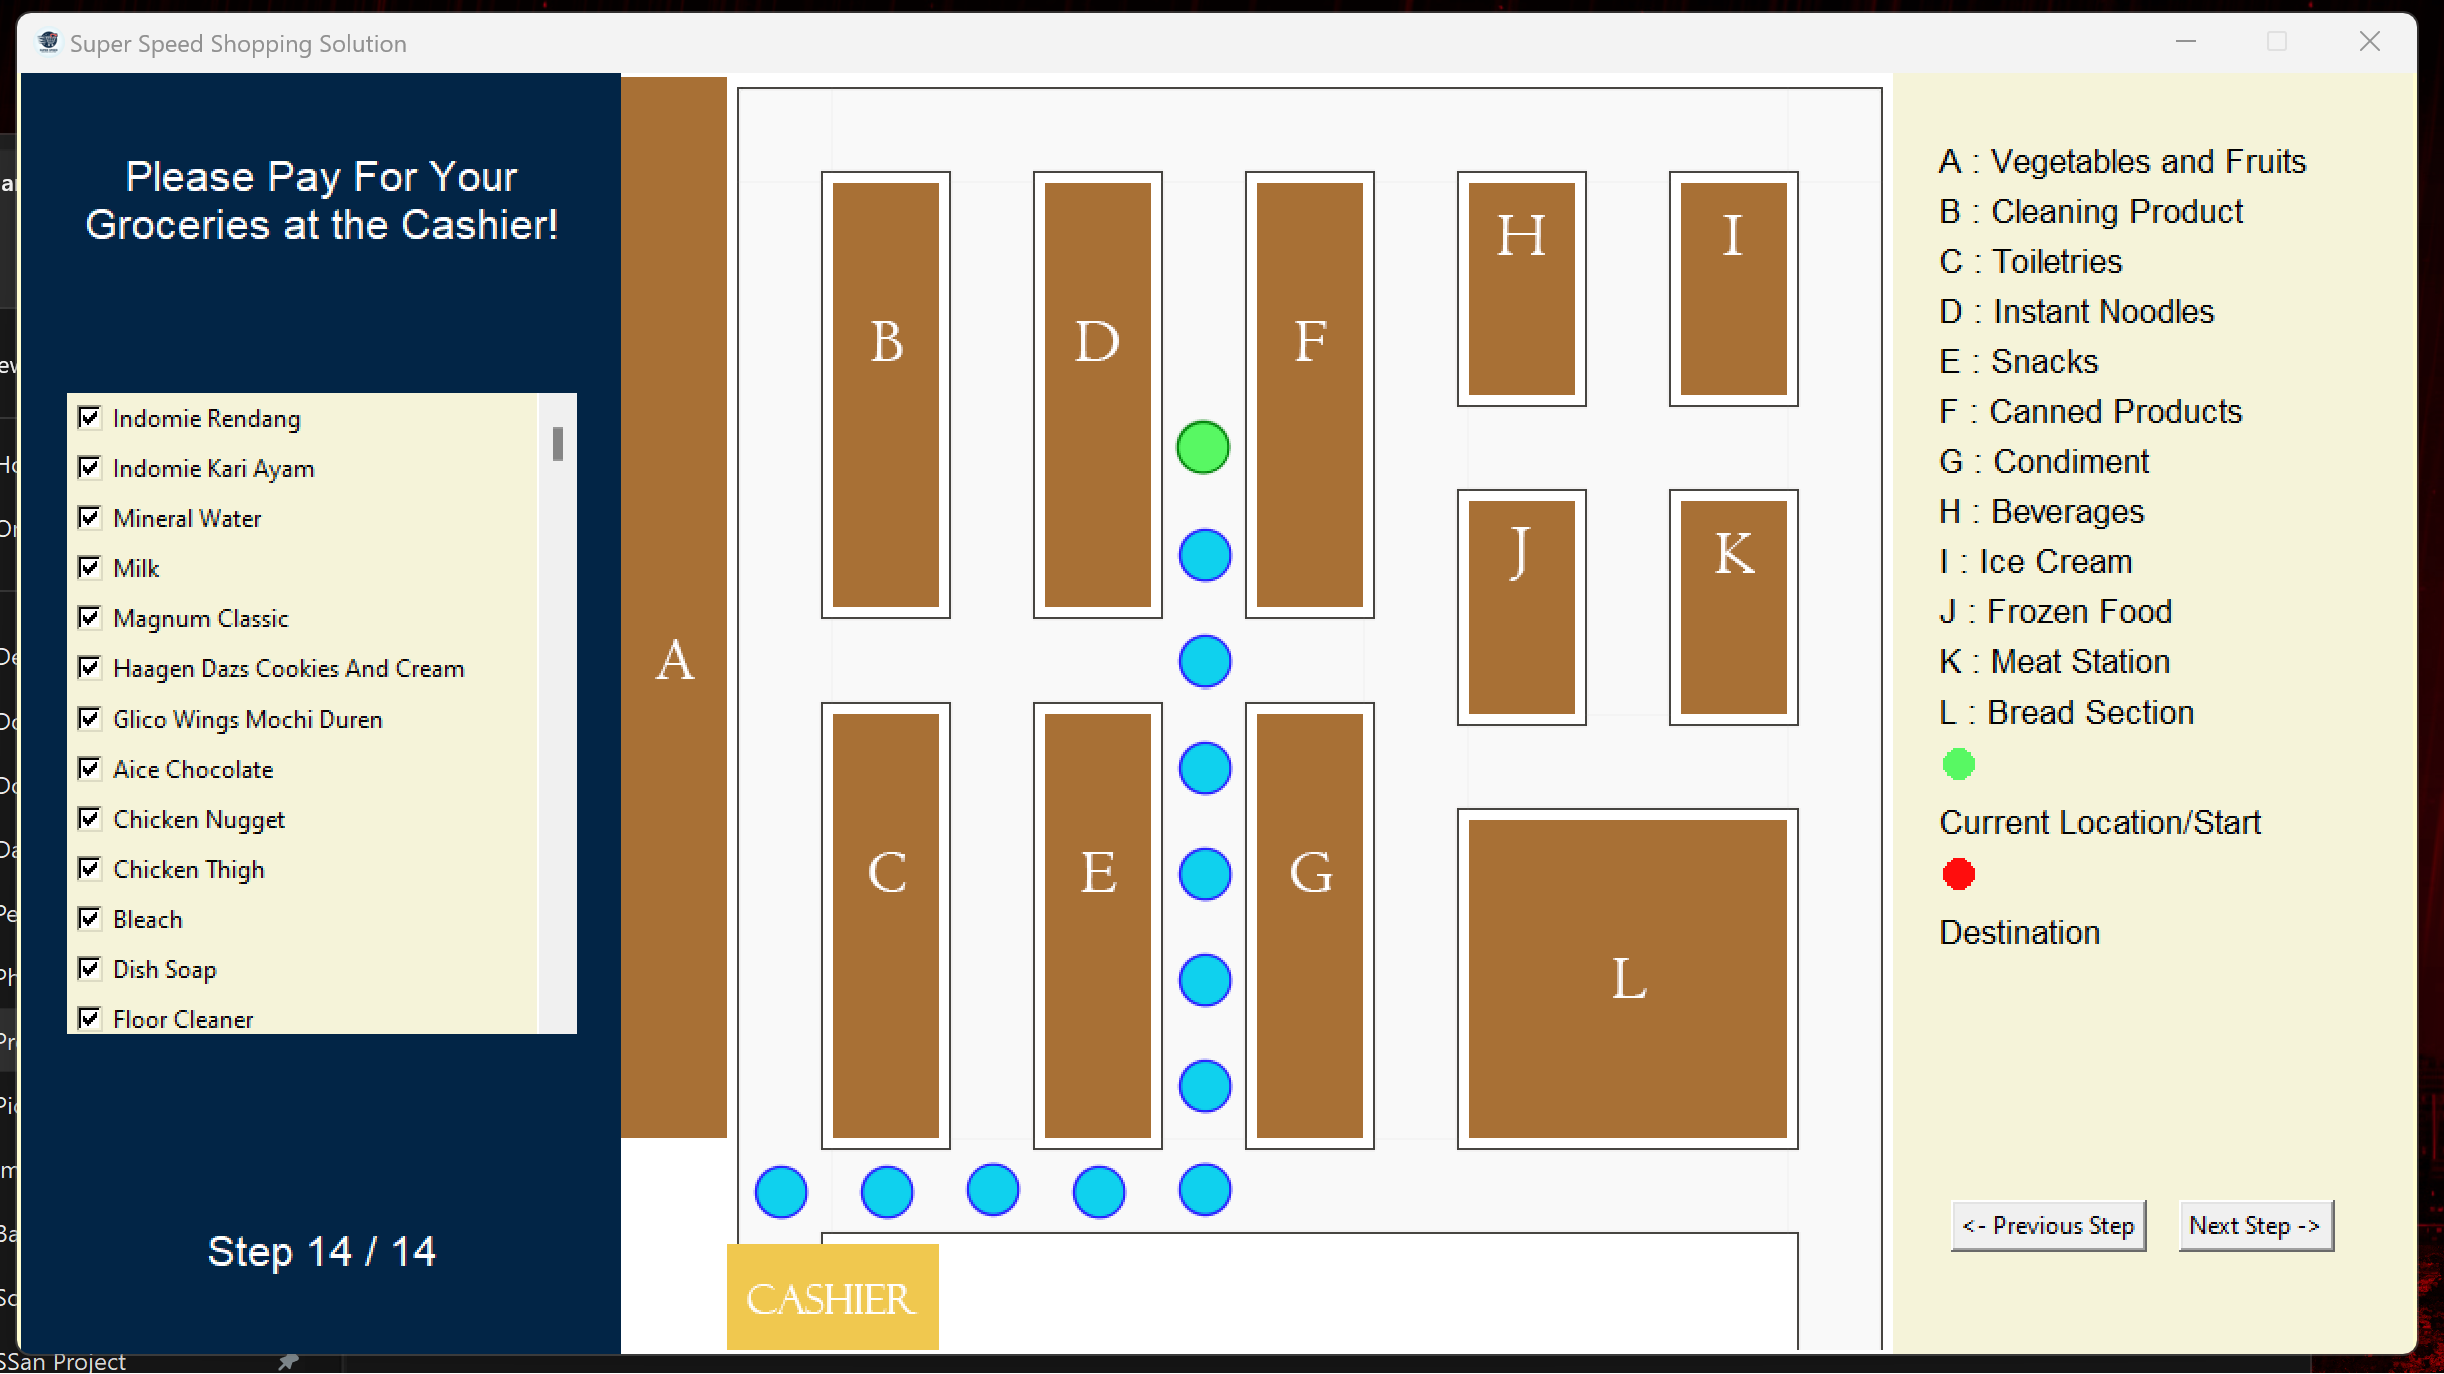 Super Speed Shopping Solution
Please Pay For Your
Groceries at the Cashier!
Indomie Rendang
Indomie Kari Ayam
Mineral Water
Milk
Magnum Classic
Haagen Dazs Cookies And Cream
Glico Wings Mochi Duren
Aice Chocolate
Chicken Nugget
Chicken Thigh
Bleach
Dish Soap
Floor Cleaner
Step 14 / 14
A
B
D
F
H
I
J
K
C
E
G
L
CASHIER
A : Vegetables and Fruits
B : Cleaning Product
C : Toiletries
D : Instant Noodles
E : Snacks
F : Canned Products
G : Condiment
H : Beverages
I : Ice Cream
J : Frozen Food
K : Meat Station
L : Bread Section
Current Location/Start
Destination
<- Previous Step
Next Step ->
SSan Project